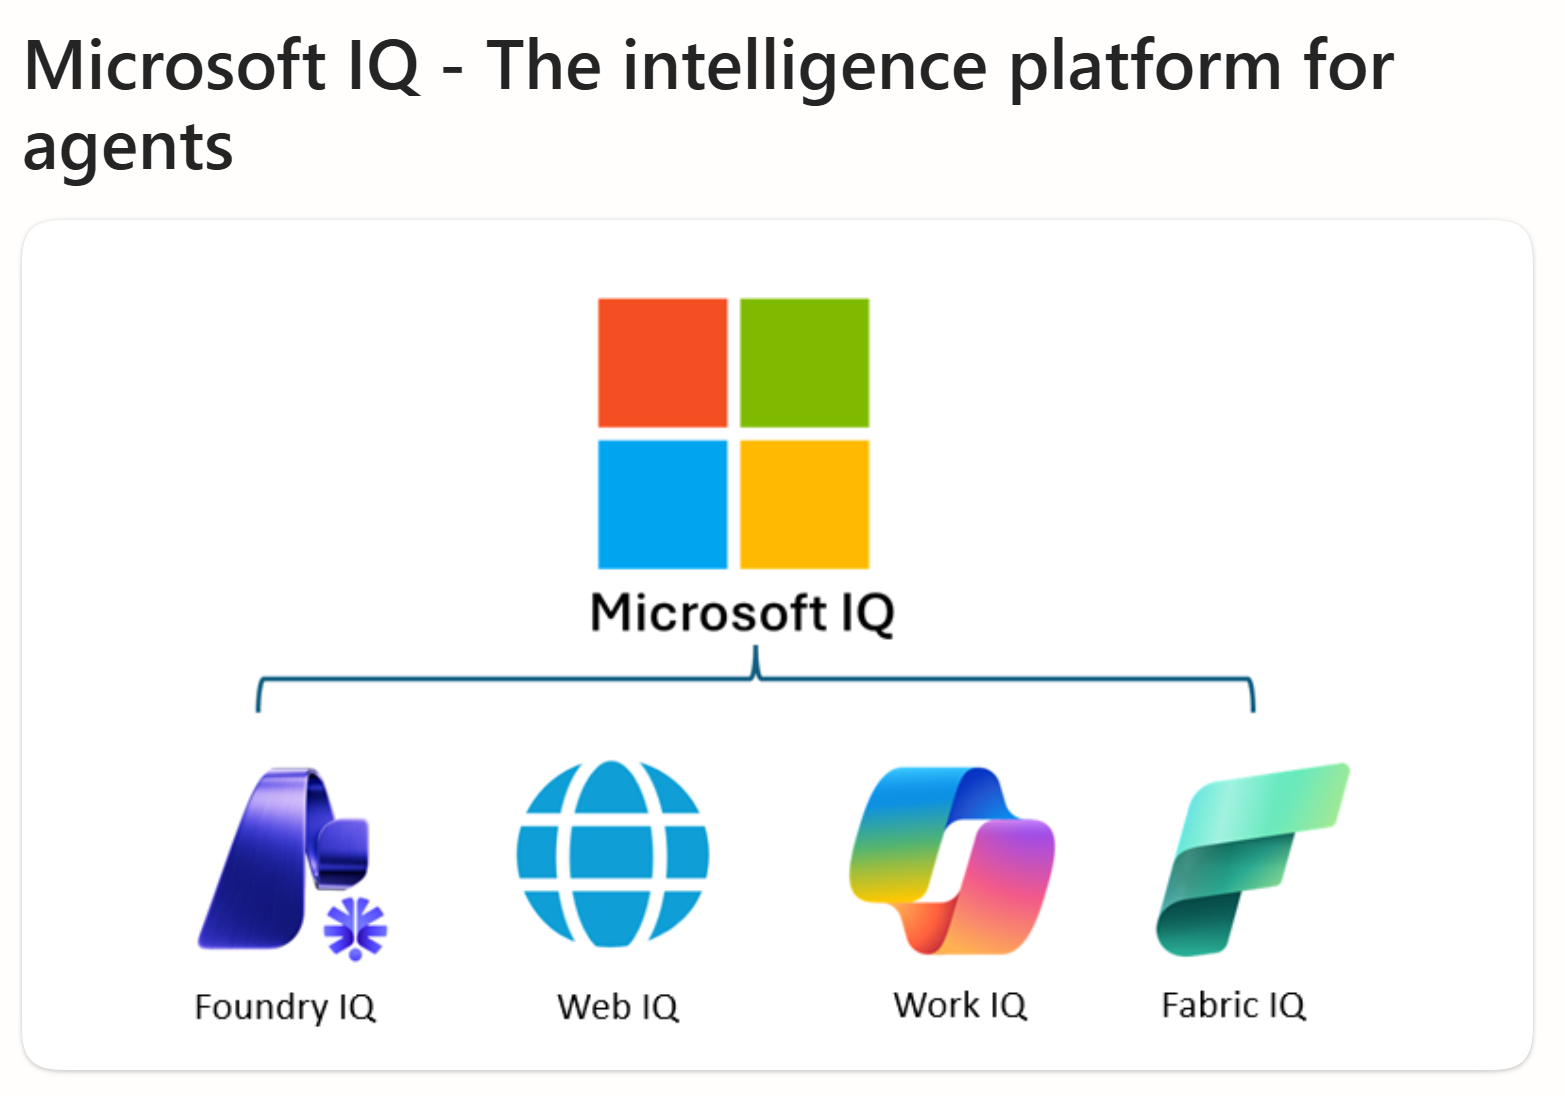 Microsoft IQ - The intelligence platform for
agents
Microsoft IQ
Foundry IQ
Web IQ
Work IQ
Fabric IQ